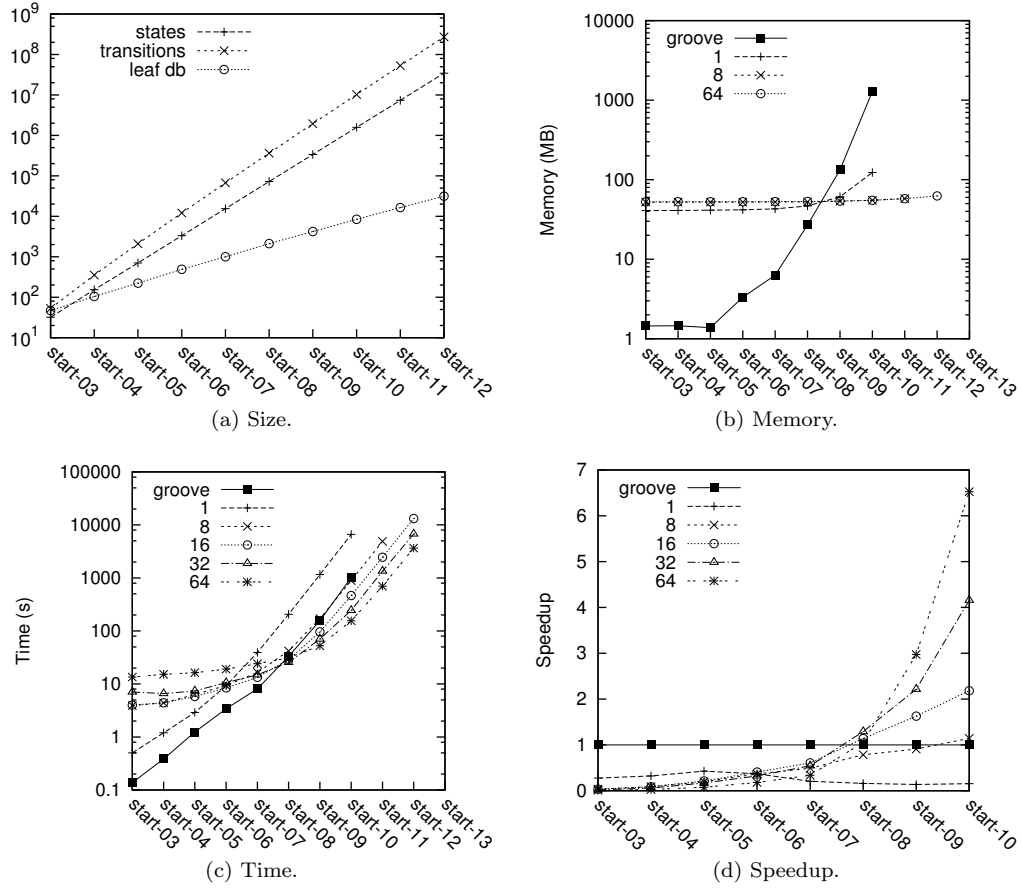 10^9
10^8
10^7
10^6
10^5
10^4
10^3
10^2
10^1
states
transitions
leaf db
start-03
start-04
start-05
start-06
start-07
start-08
start-09
start-10
start-11
start-12
(a) Size.
Memory (MB)
10000
1000
100
10
1
groove
1
8
64
start-03
start-04
start-05
start-06
start-07
start-08
start-09
start-10
start-11
start-12
start-13
(b) Memory.
Time (s)
100000
10000
1000
100
10
1
0.1
groove
1
8
16
32
64
start-03
start-04
start-05
start-06
start-07
start-08
start-09
start-10
start-11
start-12
start-13
(c) Time.
Speedup
7
6
5
4
3
2
1
0
groove
1
8
16
32
64
start-03
start-04
start-05
start-06
start-07
start-08
start-09
start-10
(d) Speedup.